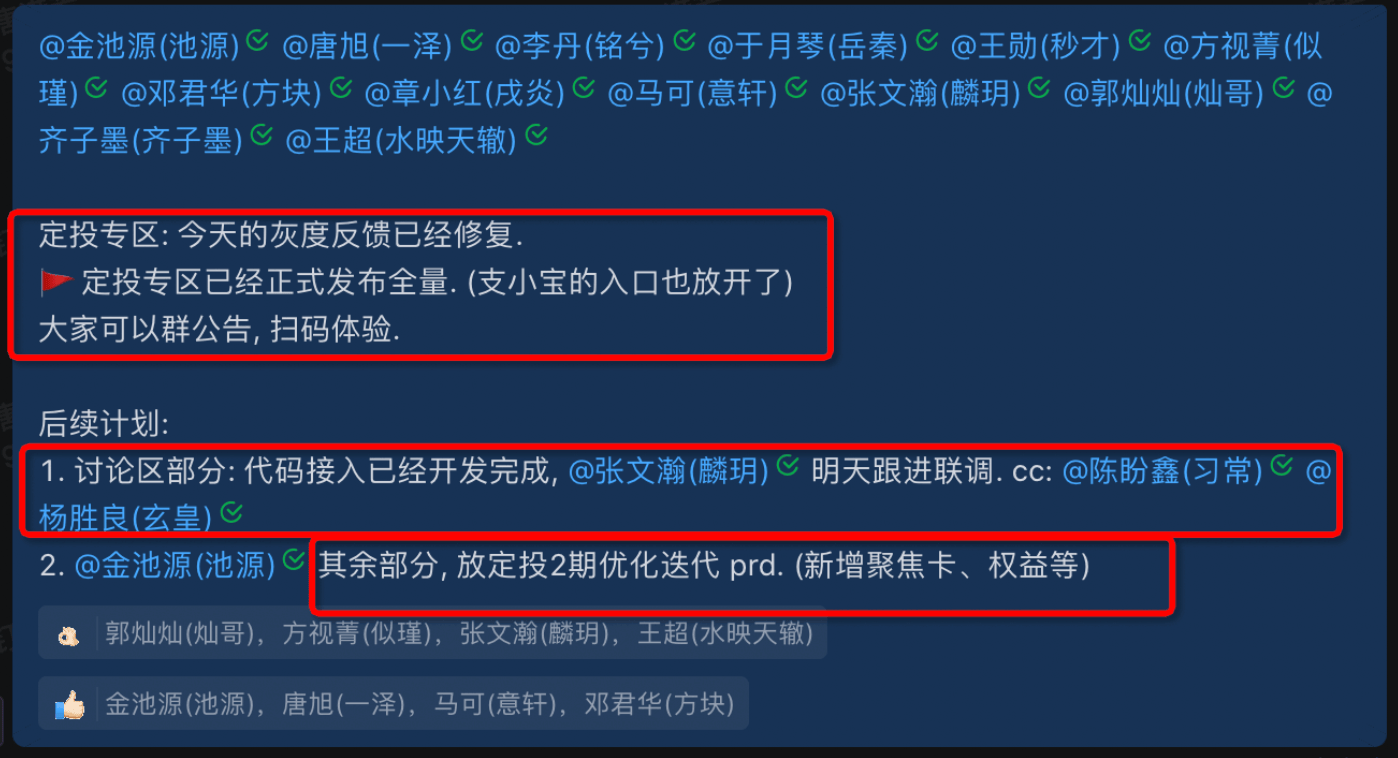 @金池源(池源) @唐旭(一泽) @李丹(铭兮) @于月琴(岳秦) @王勋(秒才) @方视菁(似
瑾) @邓君华(方块) @章小红(戌炎) @马可(意轩) @张文瀚(麟玥) @郭灿灿(灿哥) @
齐子墨(齐子墨) @王超(水映天辙)
定投专区: 今天的灰度反馈已经修复.
定投专区已经正式发布全量. (支小宝的入口也放开了)
大家可以群公告, 扫码体验.
后续计划:
1. 讨论区部分: 代码接入已经开发完成, @张文瀚(麟玥) 明天跟进联调. cc: @陈盼鑫(习常) @
杨胜良(玄皇)
2. @金池源(池源) 其余部分, 放定投2期优化迭代 prd. (新增聚焦卡、权益等)
郭灿灿(灿哥)，方视菁(似瑾)，张文瀚(麟玥)，王超(水映天辙)
金池源(池源)，唐旭(一泽)，马可(意轩)，邓君华(方块)